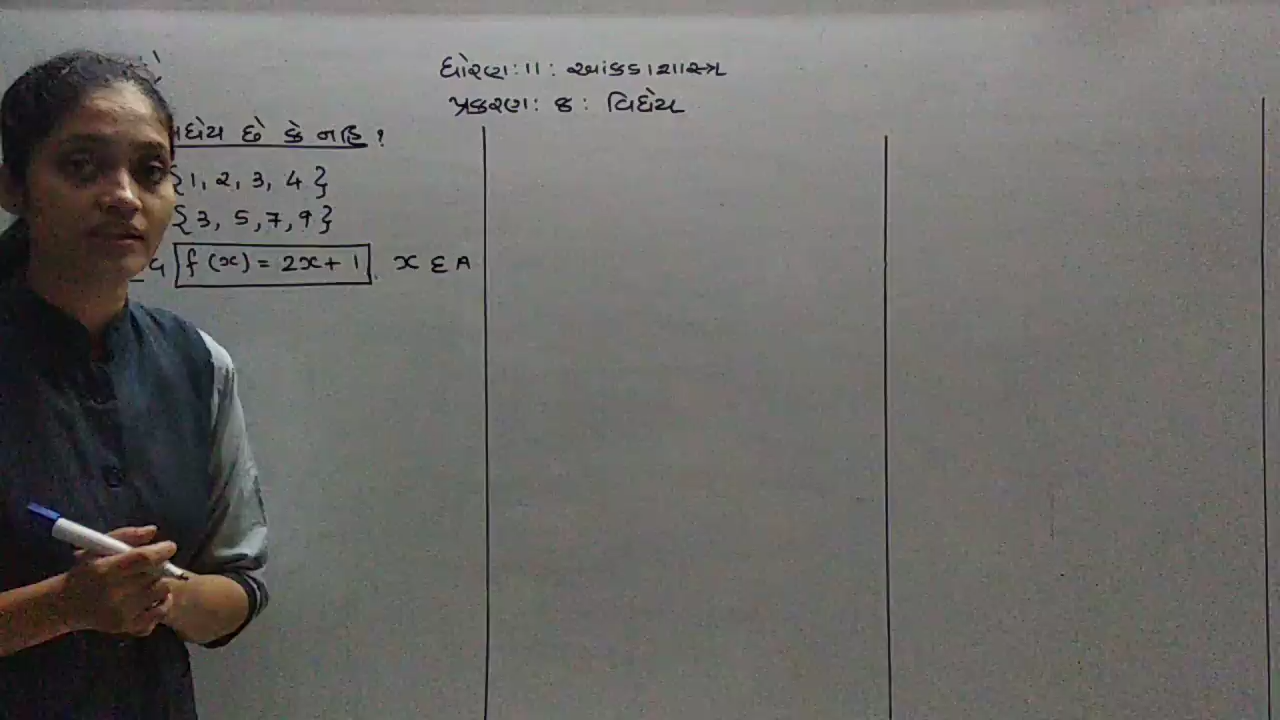 ધોરણ : 11 : આંકડાશાસ્ત્ર
પ્રકરણ : 8 : વિધેય
છે કે નહિ ?
{1, 2, 3, 4}
{3, 5, 7, 9}
f(x) = 2x + 1, x ∈ A